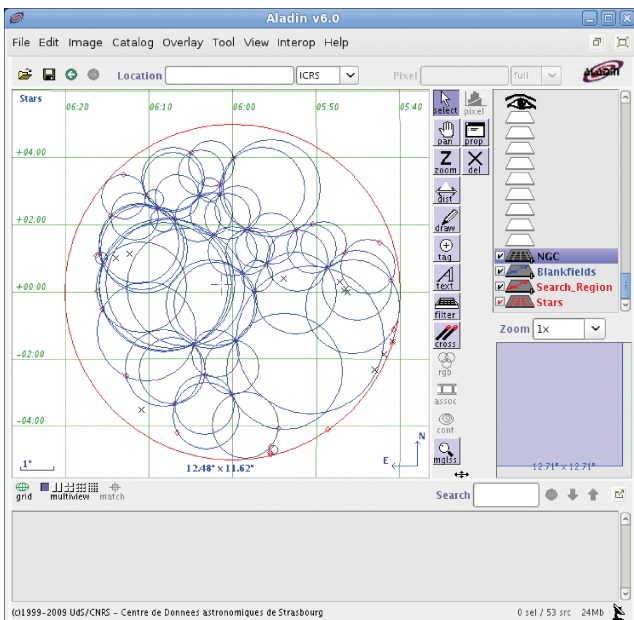 Aladin v6.0
File Edit Image Catalog Overlay Tool View Interop Help
Location ICRS Pixel full Aladin
Stars 06:20 06:10 06:00 05:50 05:40
+04:00
+02:00
+00:00
-02:00
-04:00
1°
12.48° x 11.62°
N
E
select pixel
pan prop
zoom del
dist
draw
tag
text
filter
cross
rgb
assoc
cont
mglss
NGC
Blankfields
Search_Region
Stars
Zoom 1x
12.71° x 12.71°
grid multiview match
Search
(c)1999-2009 UdS/CNRS - Centre de Donnees astronomiques de Strasbourg 0 sel / 53 src 24Mb